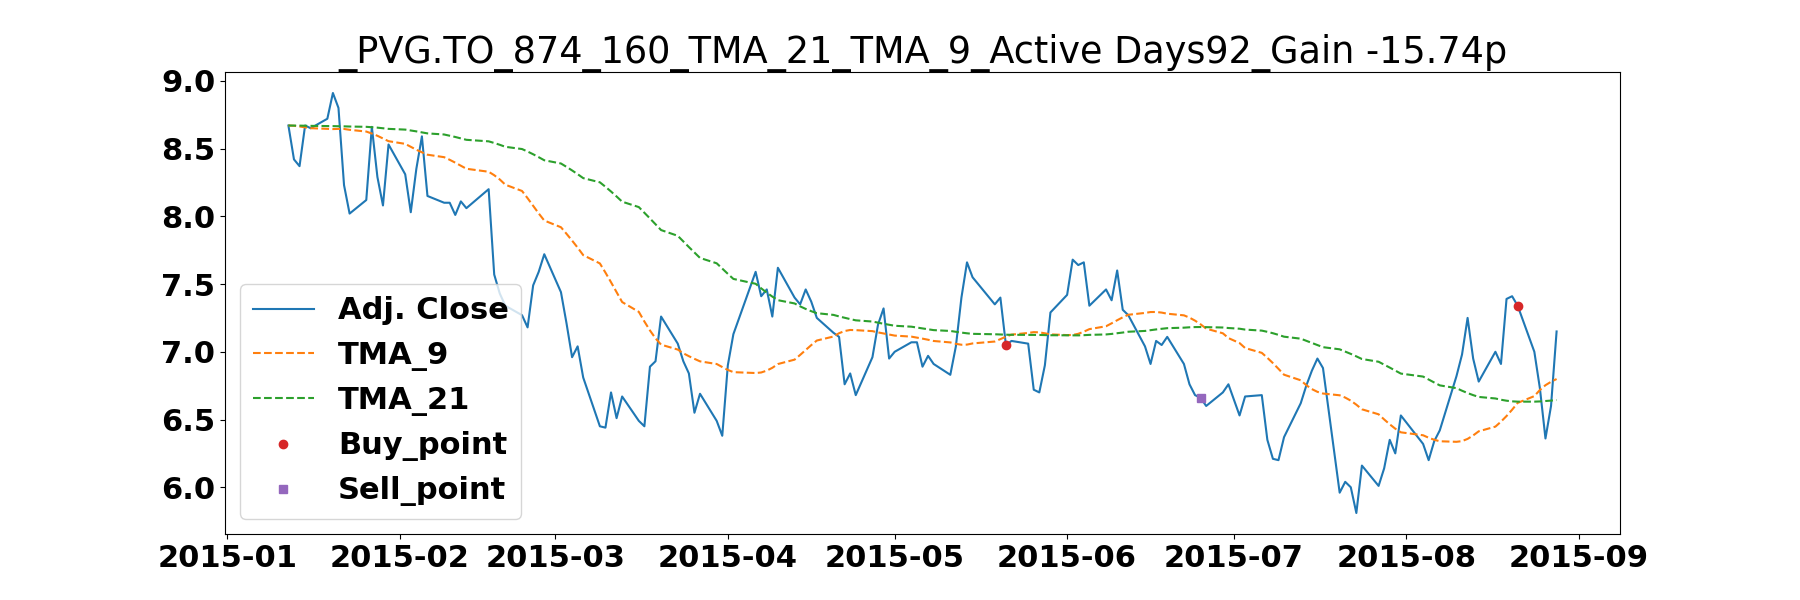 _PVG.TO_874_160_TMA_21_TMA_9_Active Days92_Gain -15.74p
9.0
8.5
8.0
7.5
7.0
6.5
6.0
Adj. Close
TMA_9
TMA_21
Buy_point
Sell_point
2015-01 2015-02 2015-03 2015-04 2015-05 2015-06 2015-07 2015-08 2015-09